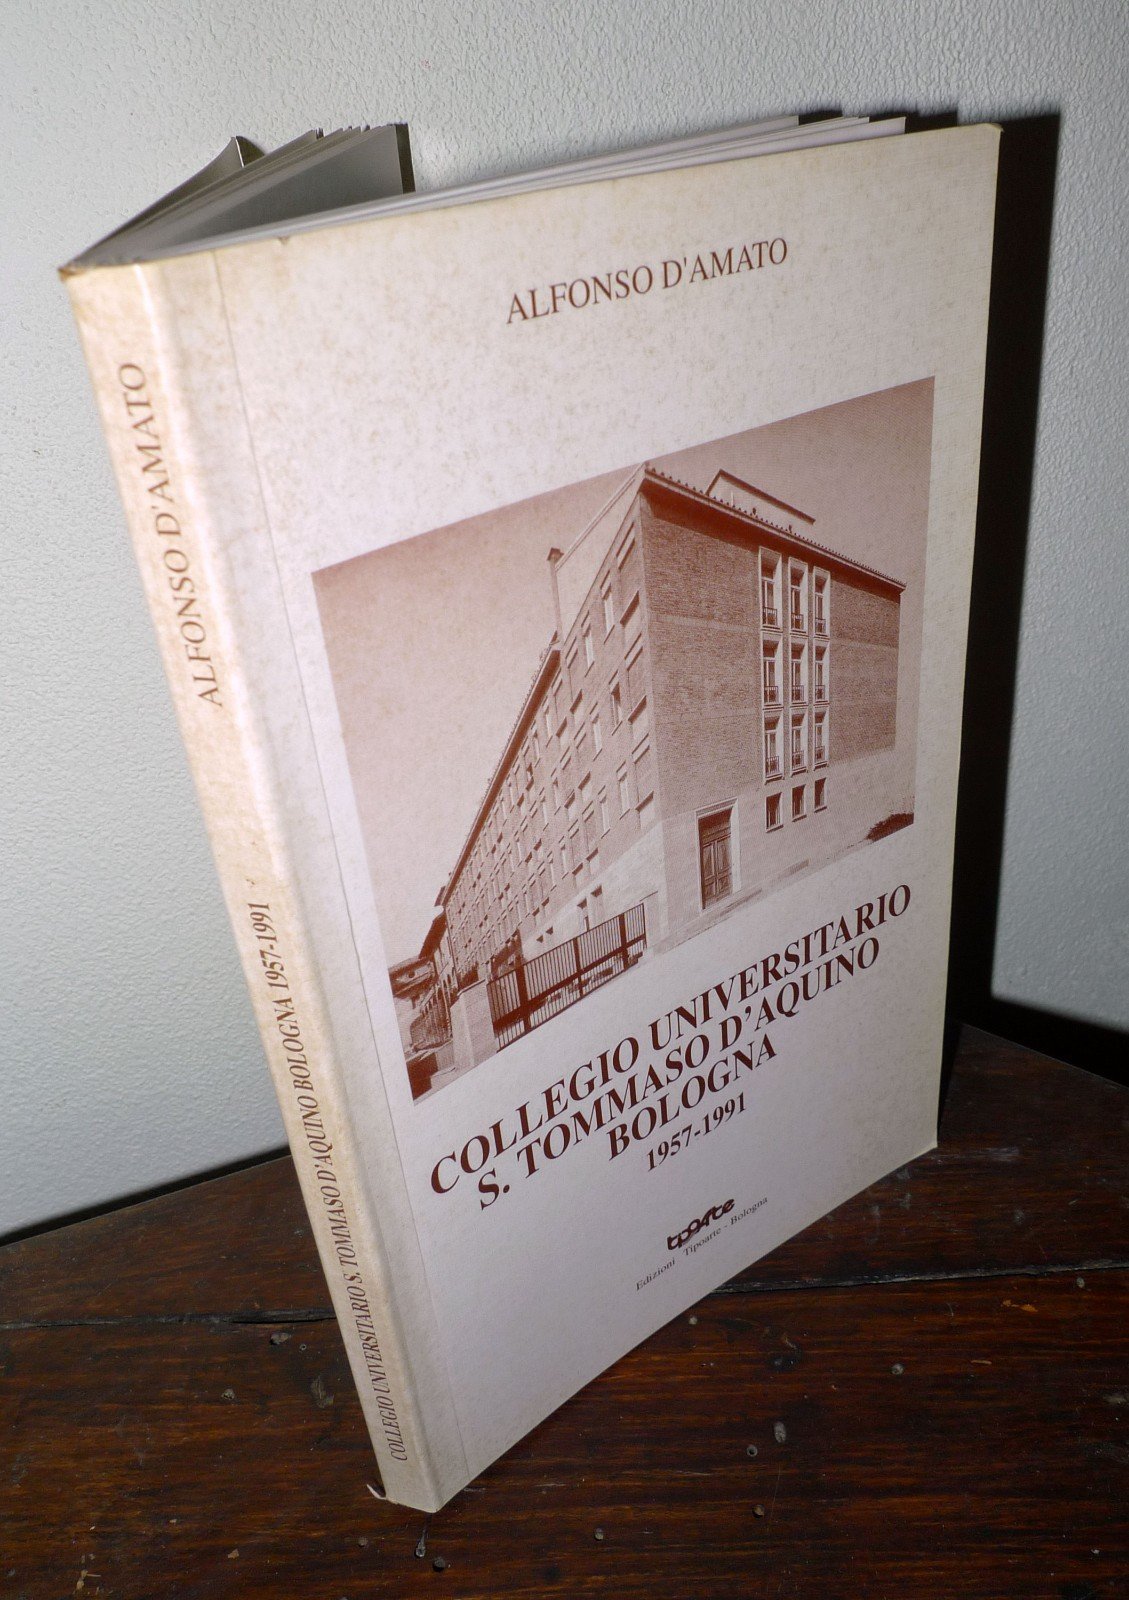 ALFONSO D'AMATO
COLLEGIO UNIVERSITARIO
S. TOMMASO D'AQUINO
BOLOGNA
1957-1991
tipoarte
Edizioni Tipoarte - Bologna
ALFONSO D'AMATO
COLLEGIO UNIVERSITARIO S. TOMMASO D'AQUINO BOLOGNA 1957-1991